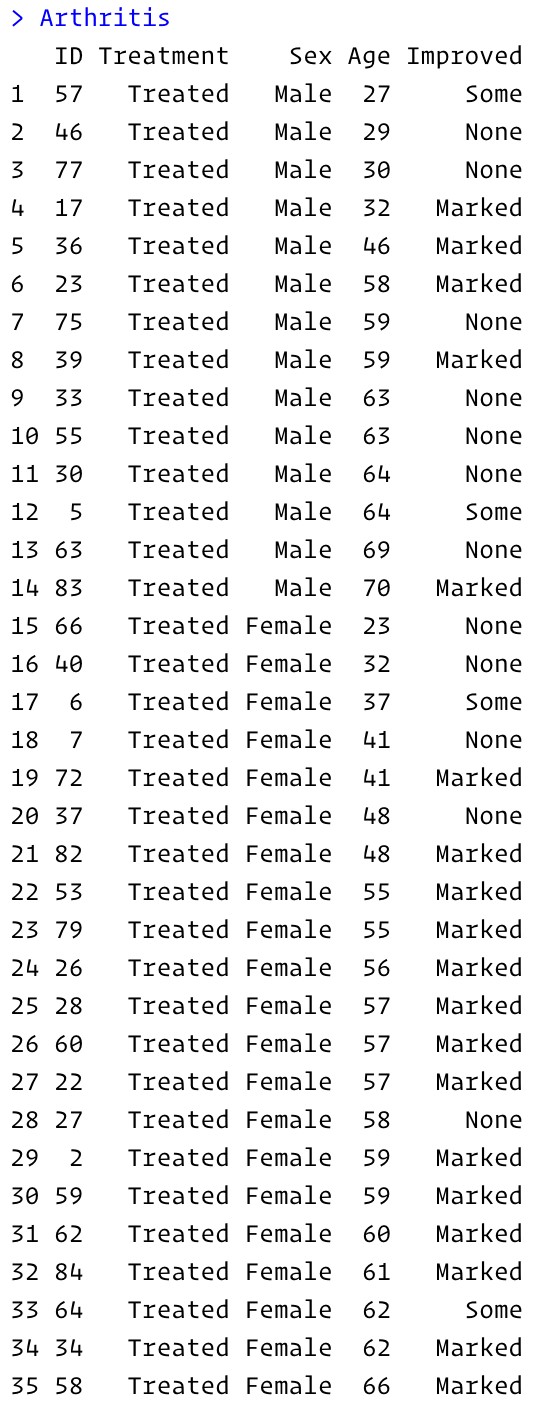 > Arthritis
   ID Treatment    Sex Age Improved
1  57   Treated   Male  27     Some
2  46   Treated   Male  29     None
3  77   Treated   Male  30     None
4  17   Treated   Male  32   Marked
5  36   Treated   Male  46   Marked
6  23   Treated   Male  58   Marked
7  75   Treated   Male  59     None
8  39   Treated   Male  59   Marked
9  33   Treated   Male  63     None
10 55   Treated   Male  63     None
11 30   Treated   Male  64     None
12  5   Treated   Male  64     Some
13 63   Treated   Male  69     None
14 83   Treated   Male  70   Marked
15 66   Treated Female  23     None
16 40   Treated Female  32     None
17  6   Treated Female  37     Some
18  7   Treated Female  41     None
19 72   Treated Female  41   Marked
20 37   Treated Female  48     None
21 82   Treated Female  48   Marked
22 53   Treated Female  55   Marked
23 79   Treated Female  55   Marked
24 26   Treated Female  56   Marked
25 28   Treated Female  57   Marked
26 60   Treated Female  57   Marked
27 22   Treated Female  57   Marked
28 27   Treated Female  58     None
29  2   Treated Female  59   Marked
30 59   Treated Female  59   Marked
31 62   Treated Female  60   Marked
32 84   Treated Female  61   Marked
33 64   Treated Female  62     Some
34 34   Treated Female  62   Marked
35 58   Treated Female  66   Marked